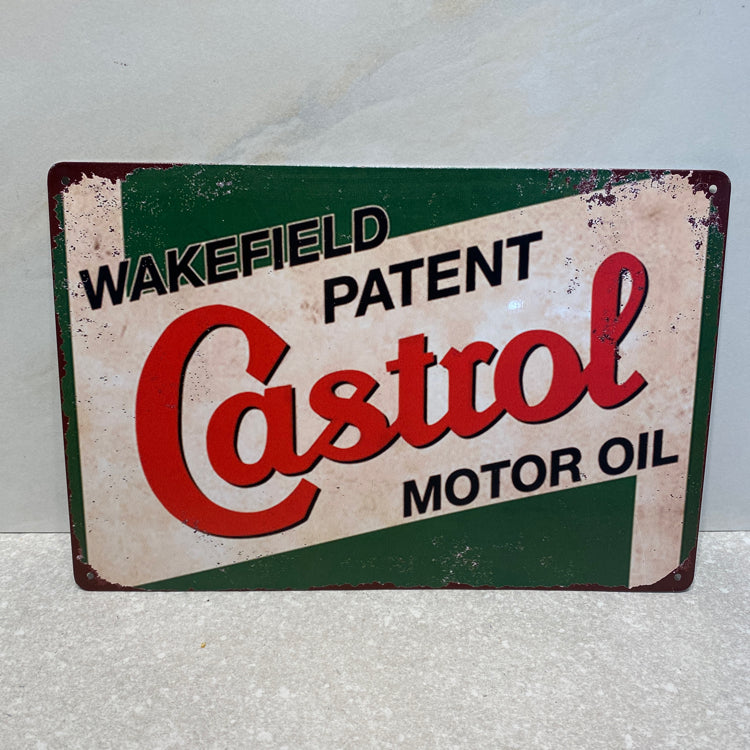 WAKEFIELD
PATENT
Castrol
MOTOR OIL